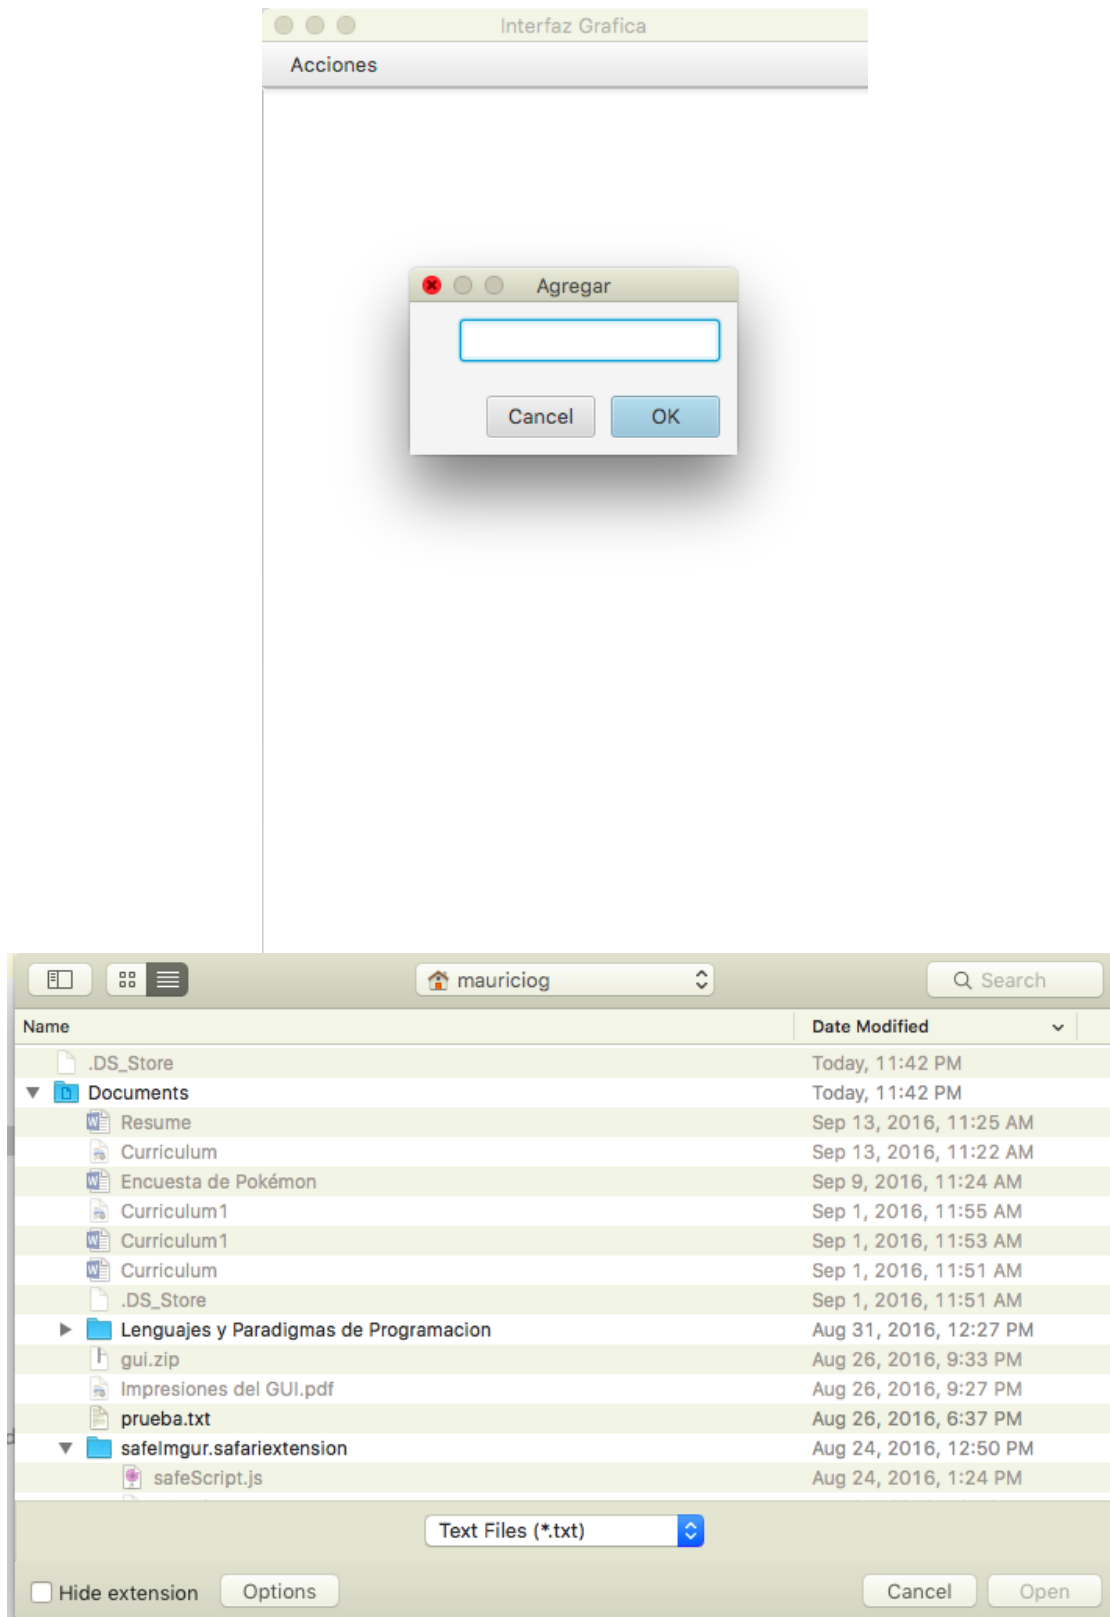 Interfaz Grafica
Acciones
Agregar
Cancel OK
mauriciog Search
Name Date Modified
.DS_Store Today, 11:42 PM
Documents Today, 11:42 PM
Resume Sep 13, 2016, 11:25 AM
Curriculum Sep 13, 2016, 11:22 AM
Encuesta de Pokémon Sep 9, 2016, 11:24 AM
Curriculum1 Sep 1, 2016, 11:55 AM
Curriculum1 Sep 1, 2016, 11:53 AM
Curriculum Sep 1, 2016, 11:51 AM
.DS_Store Sep 1, 2016, 11:51 AM
Lenguajes y Paradigmas de Programacion Aug 31, 2016, 12:27 PM
gui.zip Aug 26, 2016, 9:33 PM
Impresiones del GUI.pdf Aug 26, 2016, 9:27 PM
prueba.txt Aug 26, 2016, 6:37 PM
safeImgur.safariextension Aug 24, 2016, 12:50 PM
safeScript.js Aug 24, 2016, 1:24 PM
Text Files (*.txt)
Hide extension Options Cancel Open